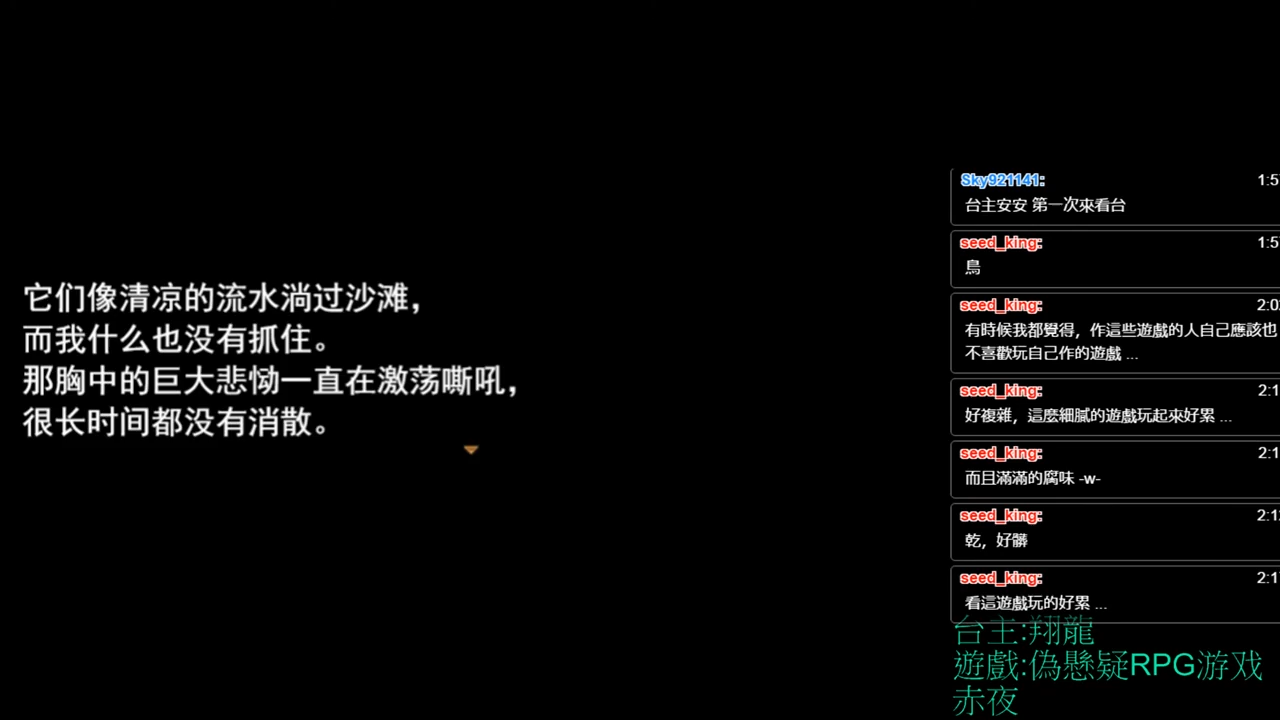 它们像清凉的流水淌过沙滩，
而我什么也没有抓住。
那胸中的巨大悲恸一直在激荡嘶吼，
很长时间都没有消散。
Sky921141:
台主安安 第一次來看台
seed_king:
鳥
seed_king:
有時候我都覺得，作這些遊戲的人自己應該也
不喜歡玩自己作的遊戲 ...
seed_king:
好複雜，這麼細膩的遊戲玩起來好累 ...
seed_king:
而且滿滿的腐味 -w-
seed_king:
乾，好髒
seed_king:
看這遊戲玩的好累 ...
台主:翔龍
遊戲:偽懸疑RPG游戏
赤夜